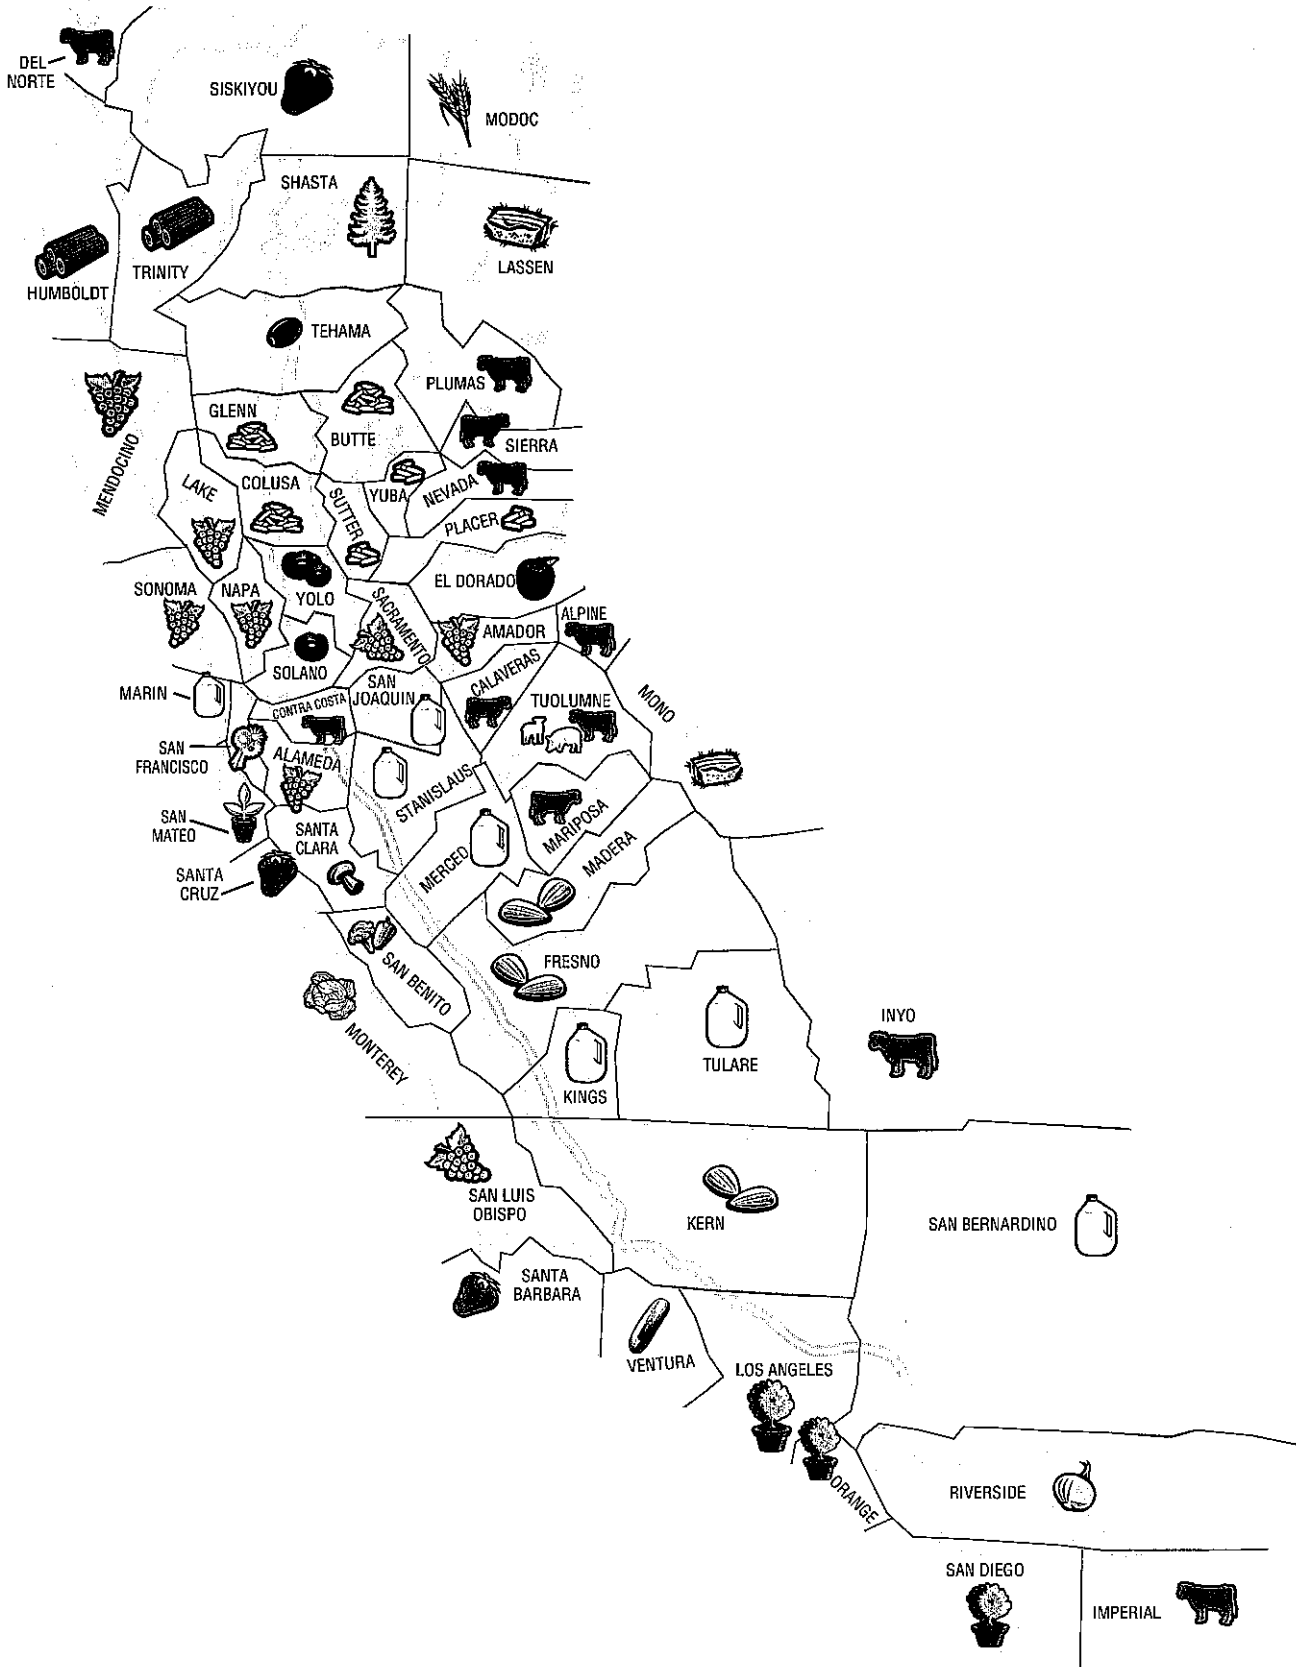 DEL
NORTE
SISKIYOU
MODOC
SHASTA
LASSEN
TRINITY
HUMBOLDT
TEHAMA
PLUMAS
GLENN
BUTTE
SIERRA
MENDOCINO
LAKE
COLUSA
SUTTER
YUBA
NEVADA
PLACER
EL DORADO
SONOMA
NAPA
YOLO
SACRAMENTO
AMADOR
ALPINE
SOLANO
MARIN
SAN
JOAQUIN
CALAVERAS
TUOLUMNE
MONO
CONTRA COSTA
SAN
FRANCISCO
ALAMEDA
STANISLAUS
SAN
MATEO
SANTA
CLARA
MERCED
MARIPOSA
MADERA
SANTA
CRUZ
SAN BENITO
FRESNO
MONTEREY
KINGS
TULARE
INYO
SAN LUIS
OBISPO
KERN
SAN BERNARDINO
SANTA
BARBARA
VENTURA
LOS ANGELES
ORANGE
RIVERSIDE
SAN DIEGO
IMPERIAL